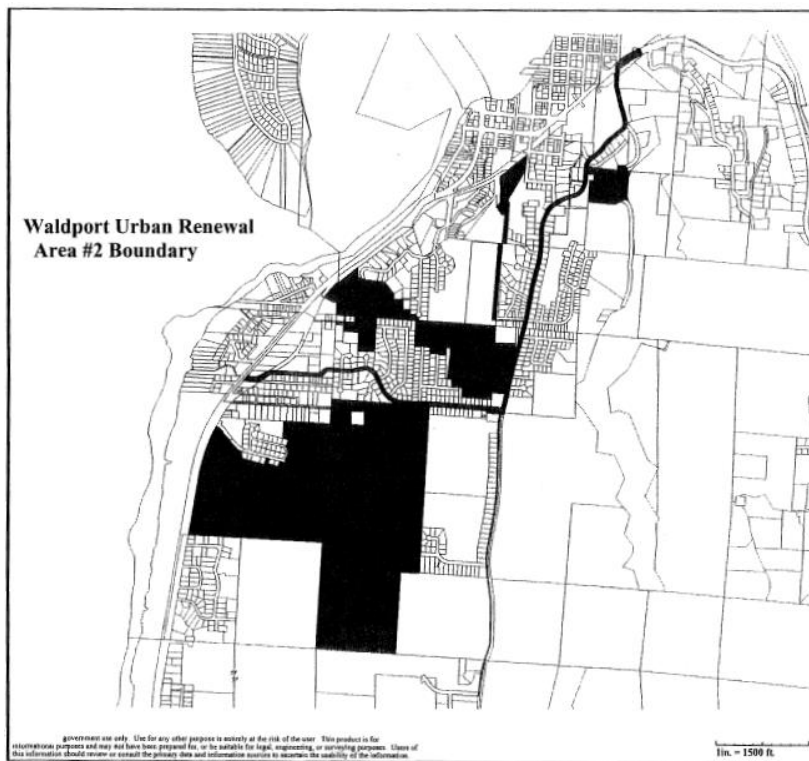 Waldport Urban Renewal
Area #2 Boundary
government use only. Use for any other purpose is entirely at the risk of the user. This product is for
informational purposes and may not have been prepared for, or be suitable for legal, engineering, or surveying purposes. Users of
this information should review or consult the primary data and information sources to ascertain the usability of the information.
1in. = 1500 ft.